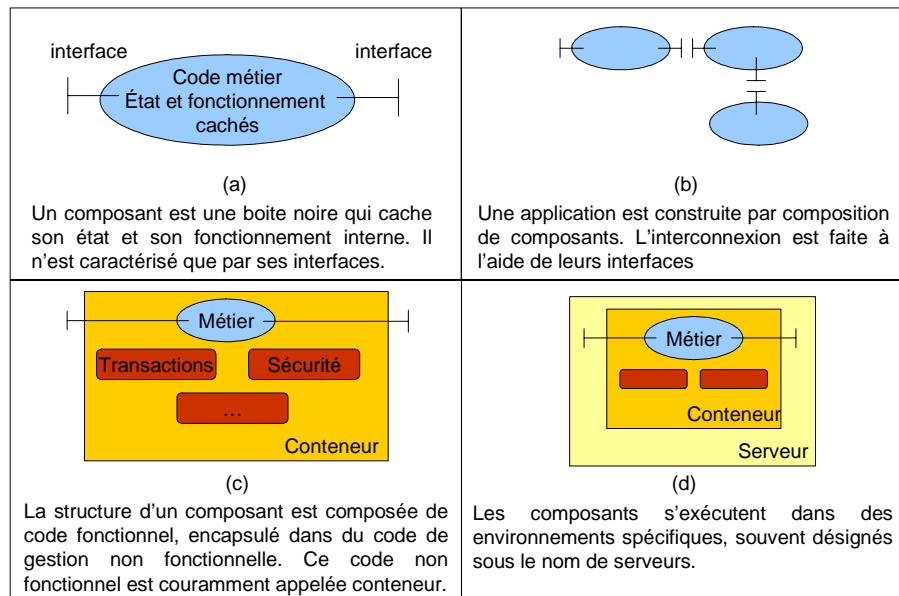 interface
interface
Code métier
État et fonctionnement
cachés
(a)
Un composant est une boite noire qui cache
son état et son fonctionnement interne. Il
n'est caractérisé que par ses interfaces.
(b)
Une application est construite par composition
de composants. L'interconnexion est faite à
l'aide de leurs interfaces
Métier
Transactions
Sécurité
…
Conteneur
(c)
La structure d'un composant est composée de
code fonctionnel, encapsulé dans du code de
gestion non fonctionnelle. Ce code non
fonctionnel est couramment appelée conteneur.
Métier
Conteneur
Serveur
(d)
Les composants s'exécutent dans des
environnements spécifiques, souvent désignés
sous le nom de serveurs.